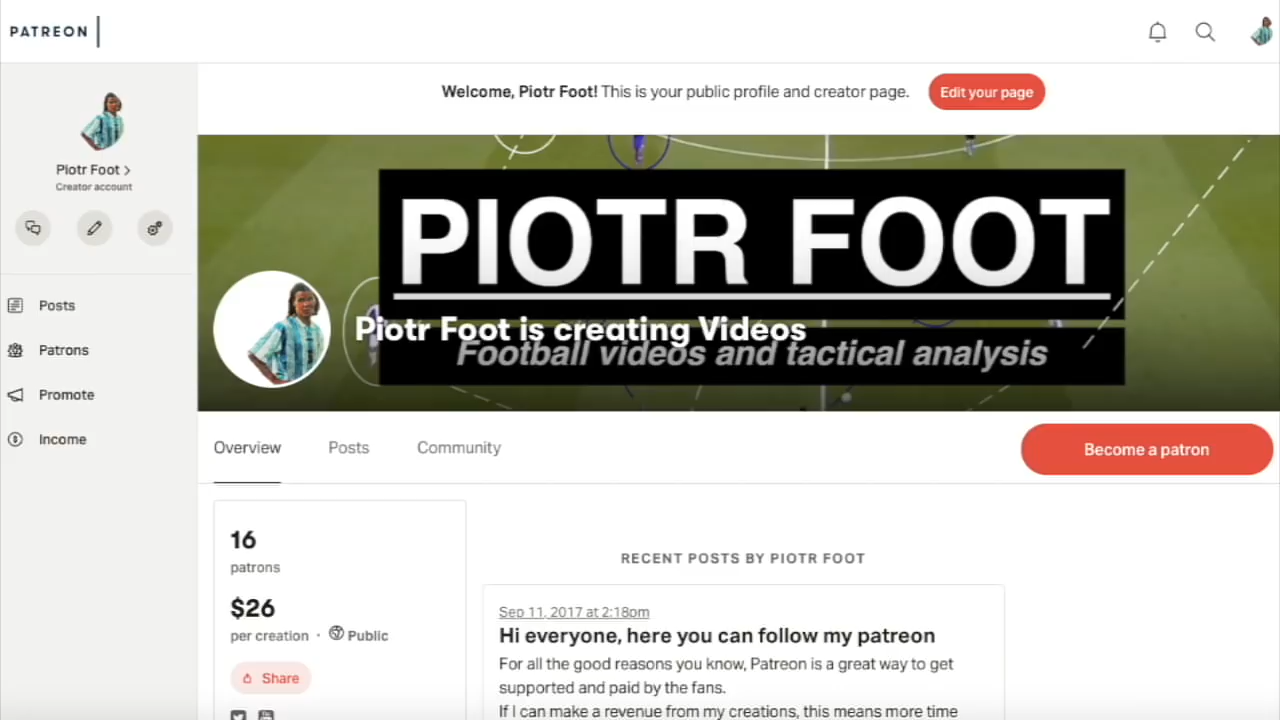 PATREON
Welcome, Piotr Foot! This is your public profile and creator page.
Edit your page
Piotr Foot >
Creator account
Posts
Patrons
Promote
Income
PIOTR FOOT
Piotr Foot is creating Videos
Football videos and tactical analysis
Overview
Posts
Community
Become a patron
16
patrons
$26
per creation · Public
Share
RECENT POSTS BY PIOTR FOOT
Sep 11, 2017 at 2:18pm
Hi everyone, here you can follow my patreon
For all the good reasons you know, Patreon is a great way to get
supported and paid by the fans.
If I can make a revenue from my creations, this means more time